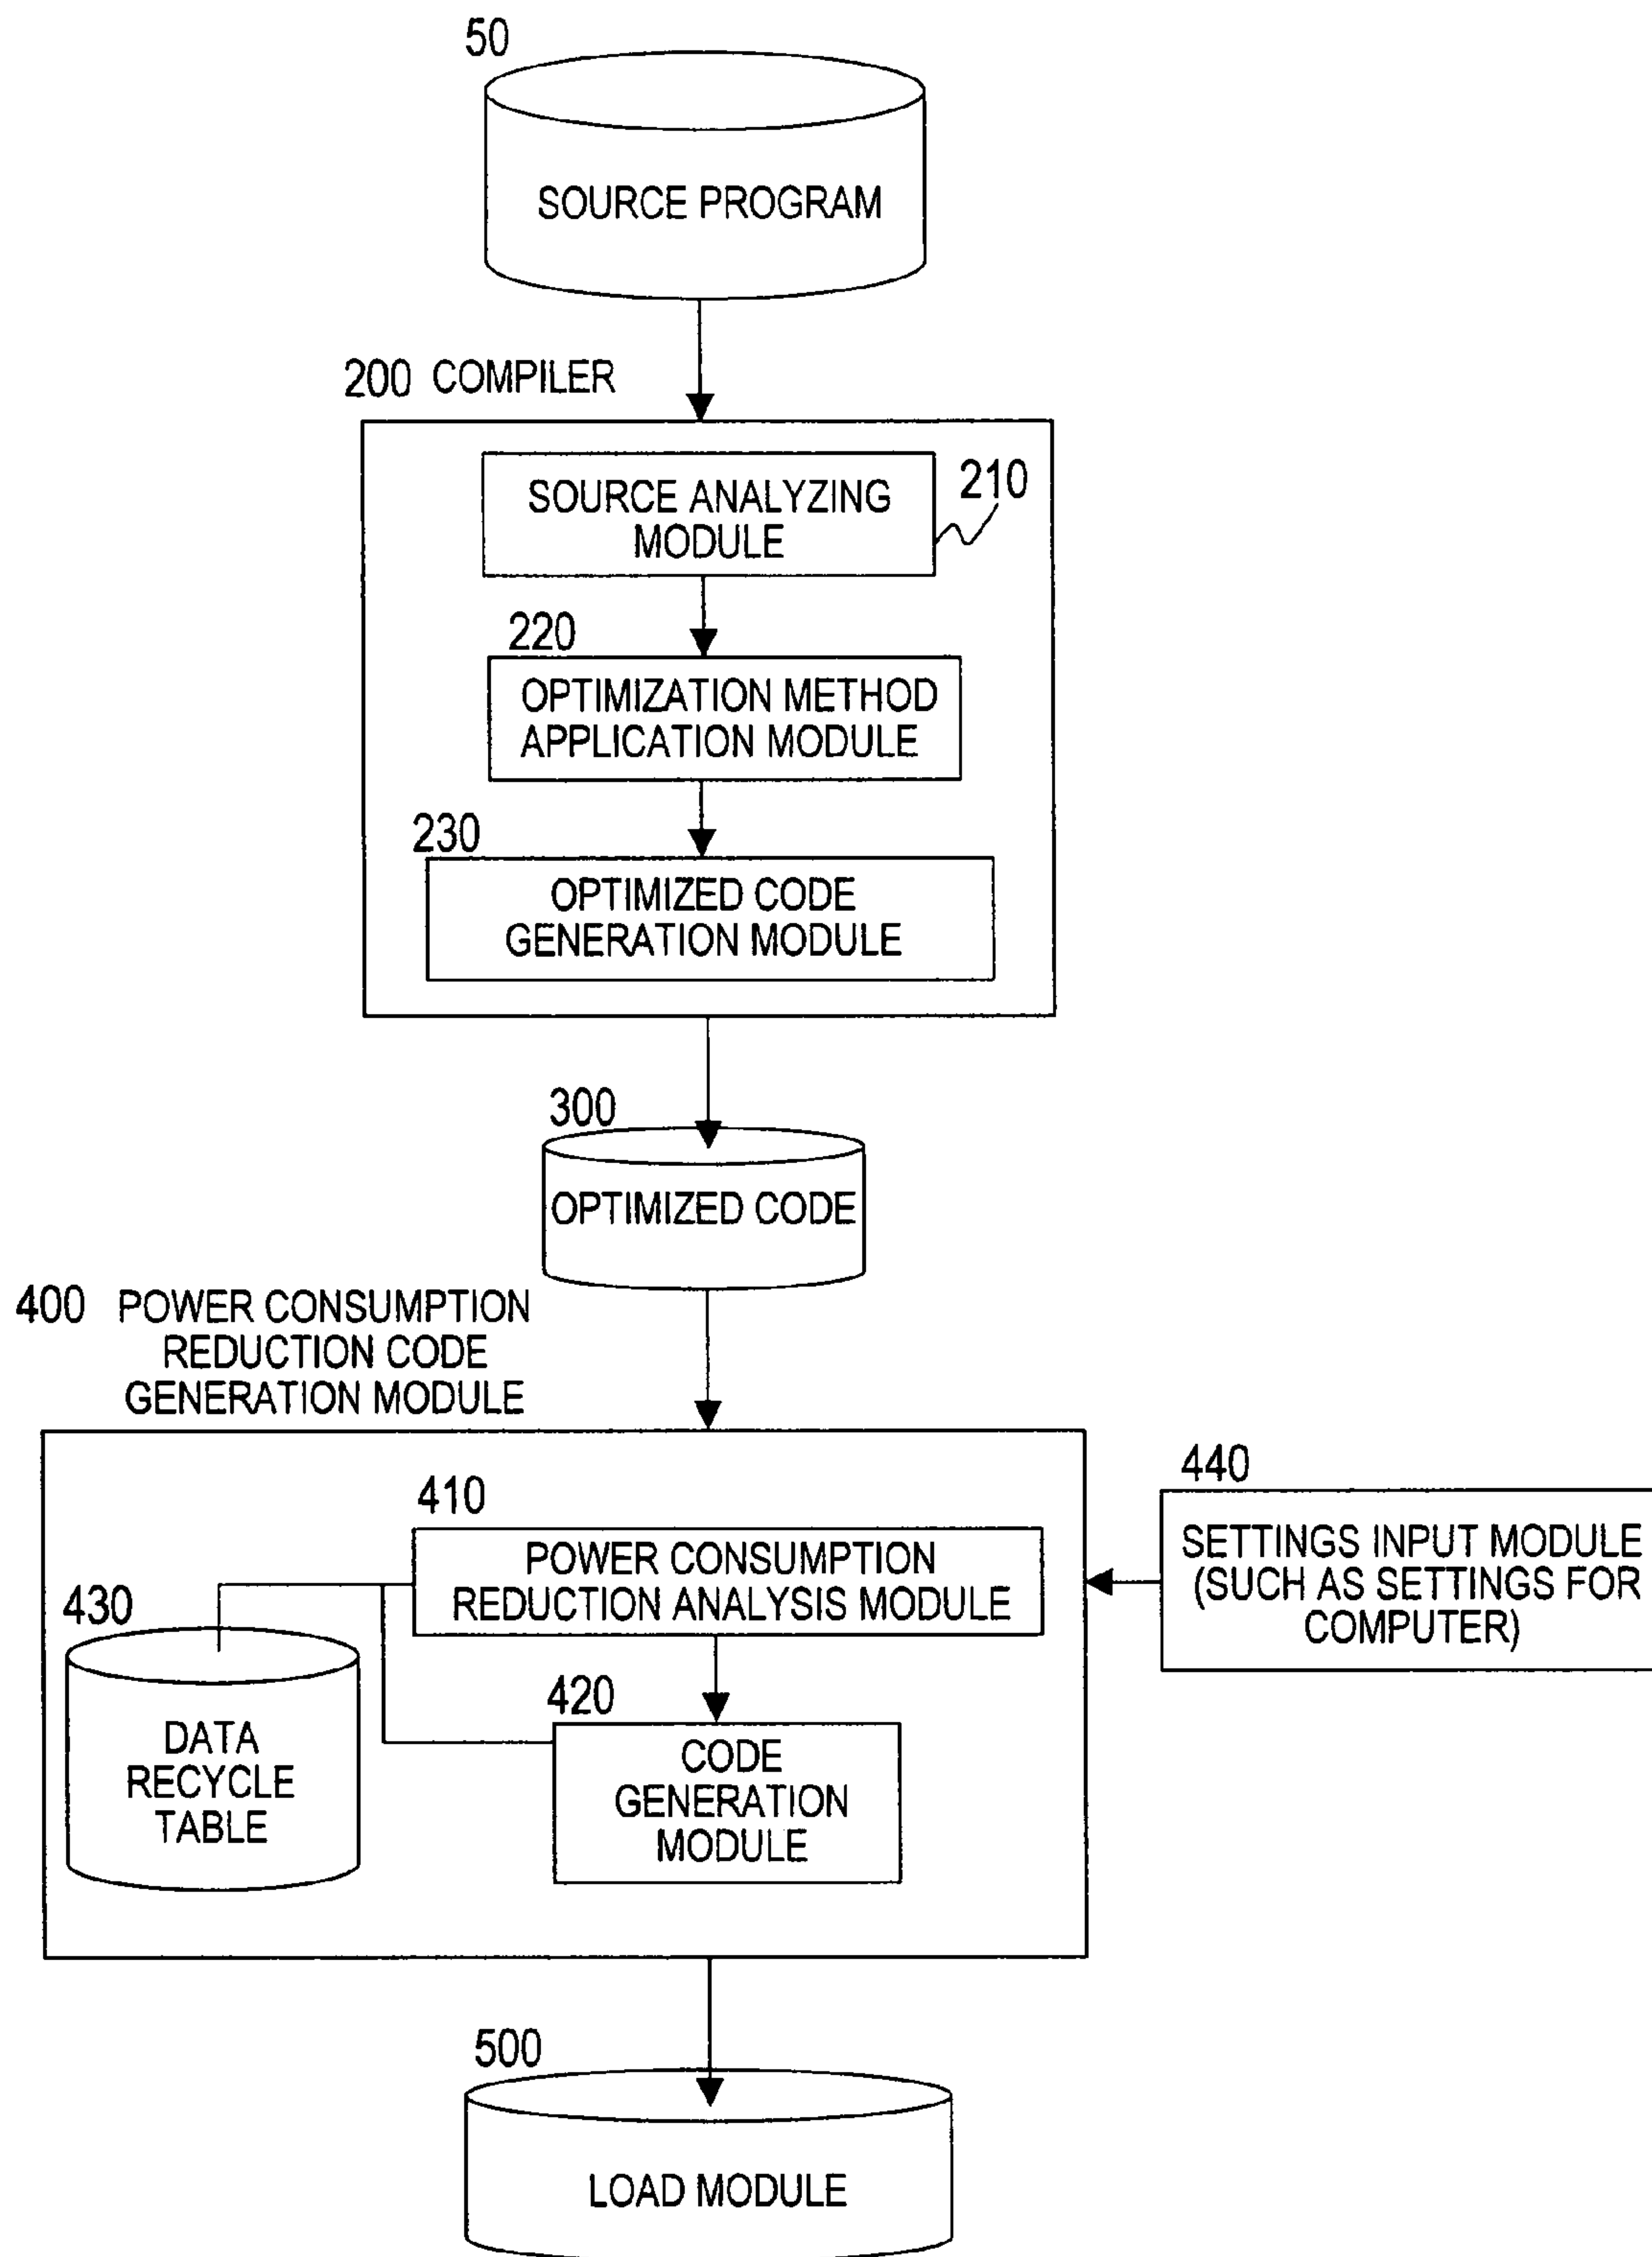 50
SOURCE PROGRAM
200 COMPILER
SOURCE ANALYZING
MODULE
210
220
OPTIMIZATION METHOD
APPLICATION MODULE
230
OPTIMIZED CODE
GENERATION MODULE
300
OPTIMIZED CODE
400 POWER CONSUMPTION
REDUCTION CODE
GENERATION MODULE
410
POWER CONSUMPTION
REDUCTION ANALYSIS MODULE
440
SETTINGS INPUT MODULE
(SUCH AS SETTINGS FOR
COMPUTER)
430
DATA
RECYCLE
TABLE
420
CODE
GENERATION
MODULE
500
LOAD MODULE